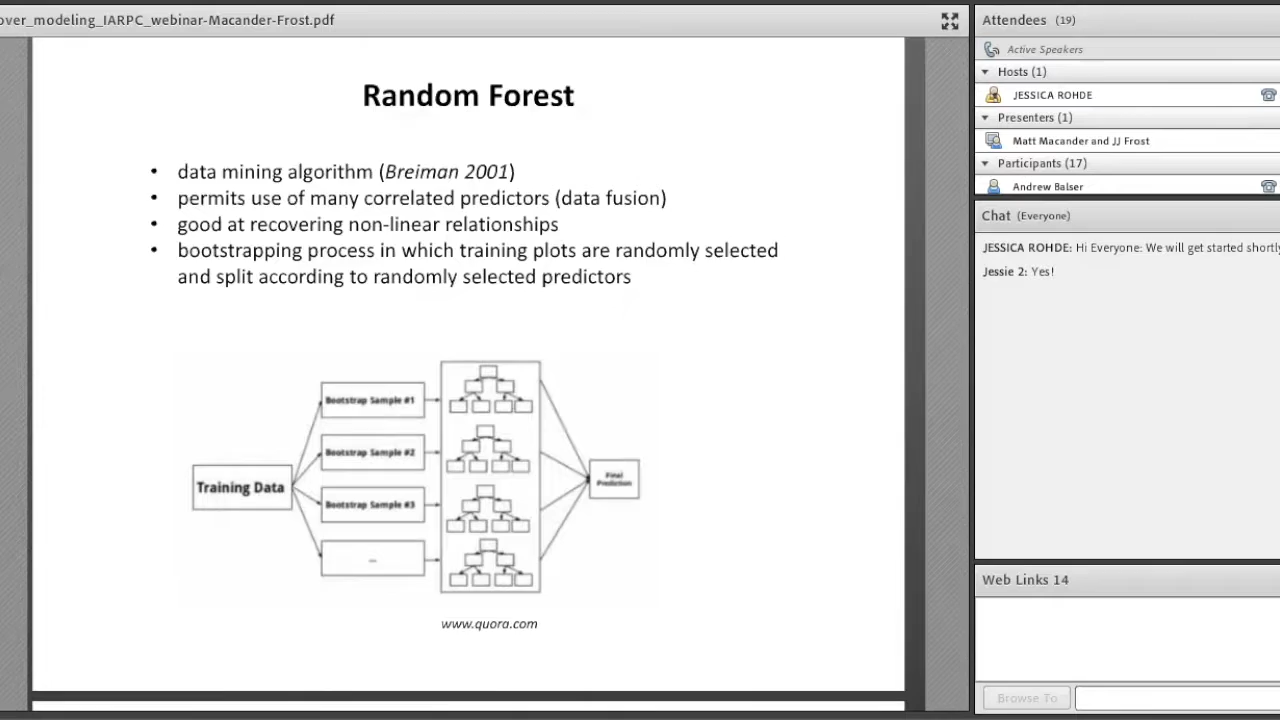 over_modeling_IARPC_webinar-Macander-Frost.pdf
Random Forest
• data mining algorithm (Breiman 2001)
• permits use of many correlated predictors (data fusion)
• good at recovering non-linear relationships
• bootstrapping process in which training plots are randomly selected
and split according to randomly selected predictors
Training Data
Bootstrap Sample #1
Bootstrap Sample #2
Bootstrap Sample #3
...
Final
Prediction
www.quora.com
Attendees (19)
Active Speakers
Hosts (1)
JESSICA ROHDE
Presenters (1)
Matt Macander and JJ Frost
Participants (17)
Andrew Balser
Chat (Everyone)
JESSICA ROHDE: Hi Everyone: We will get started shortly
Jessie 2: Yes!
Web Links 14
Browse To